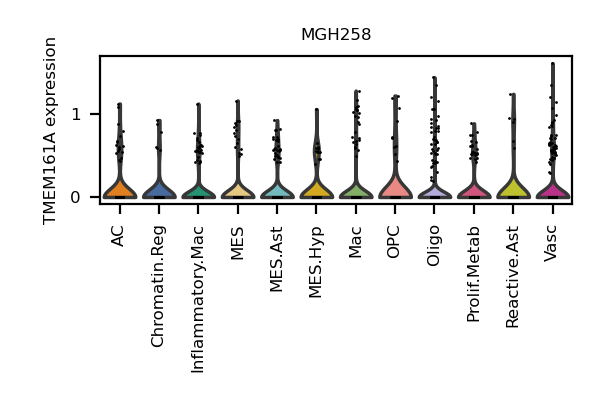 MGH258
TMEM161A expression
1
0
AC
Chromatin.Reg
Inflammatory.Mac
MES
MES.Ast
MES.Hyp
Mac
OPC
Oligo
Prolif.Metab
Reactive.Ast
Vasc